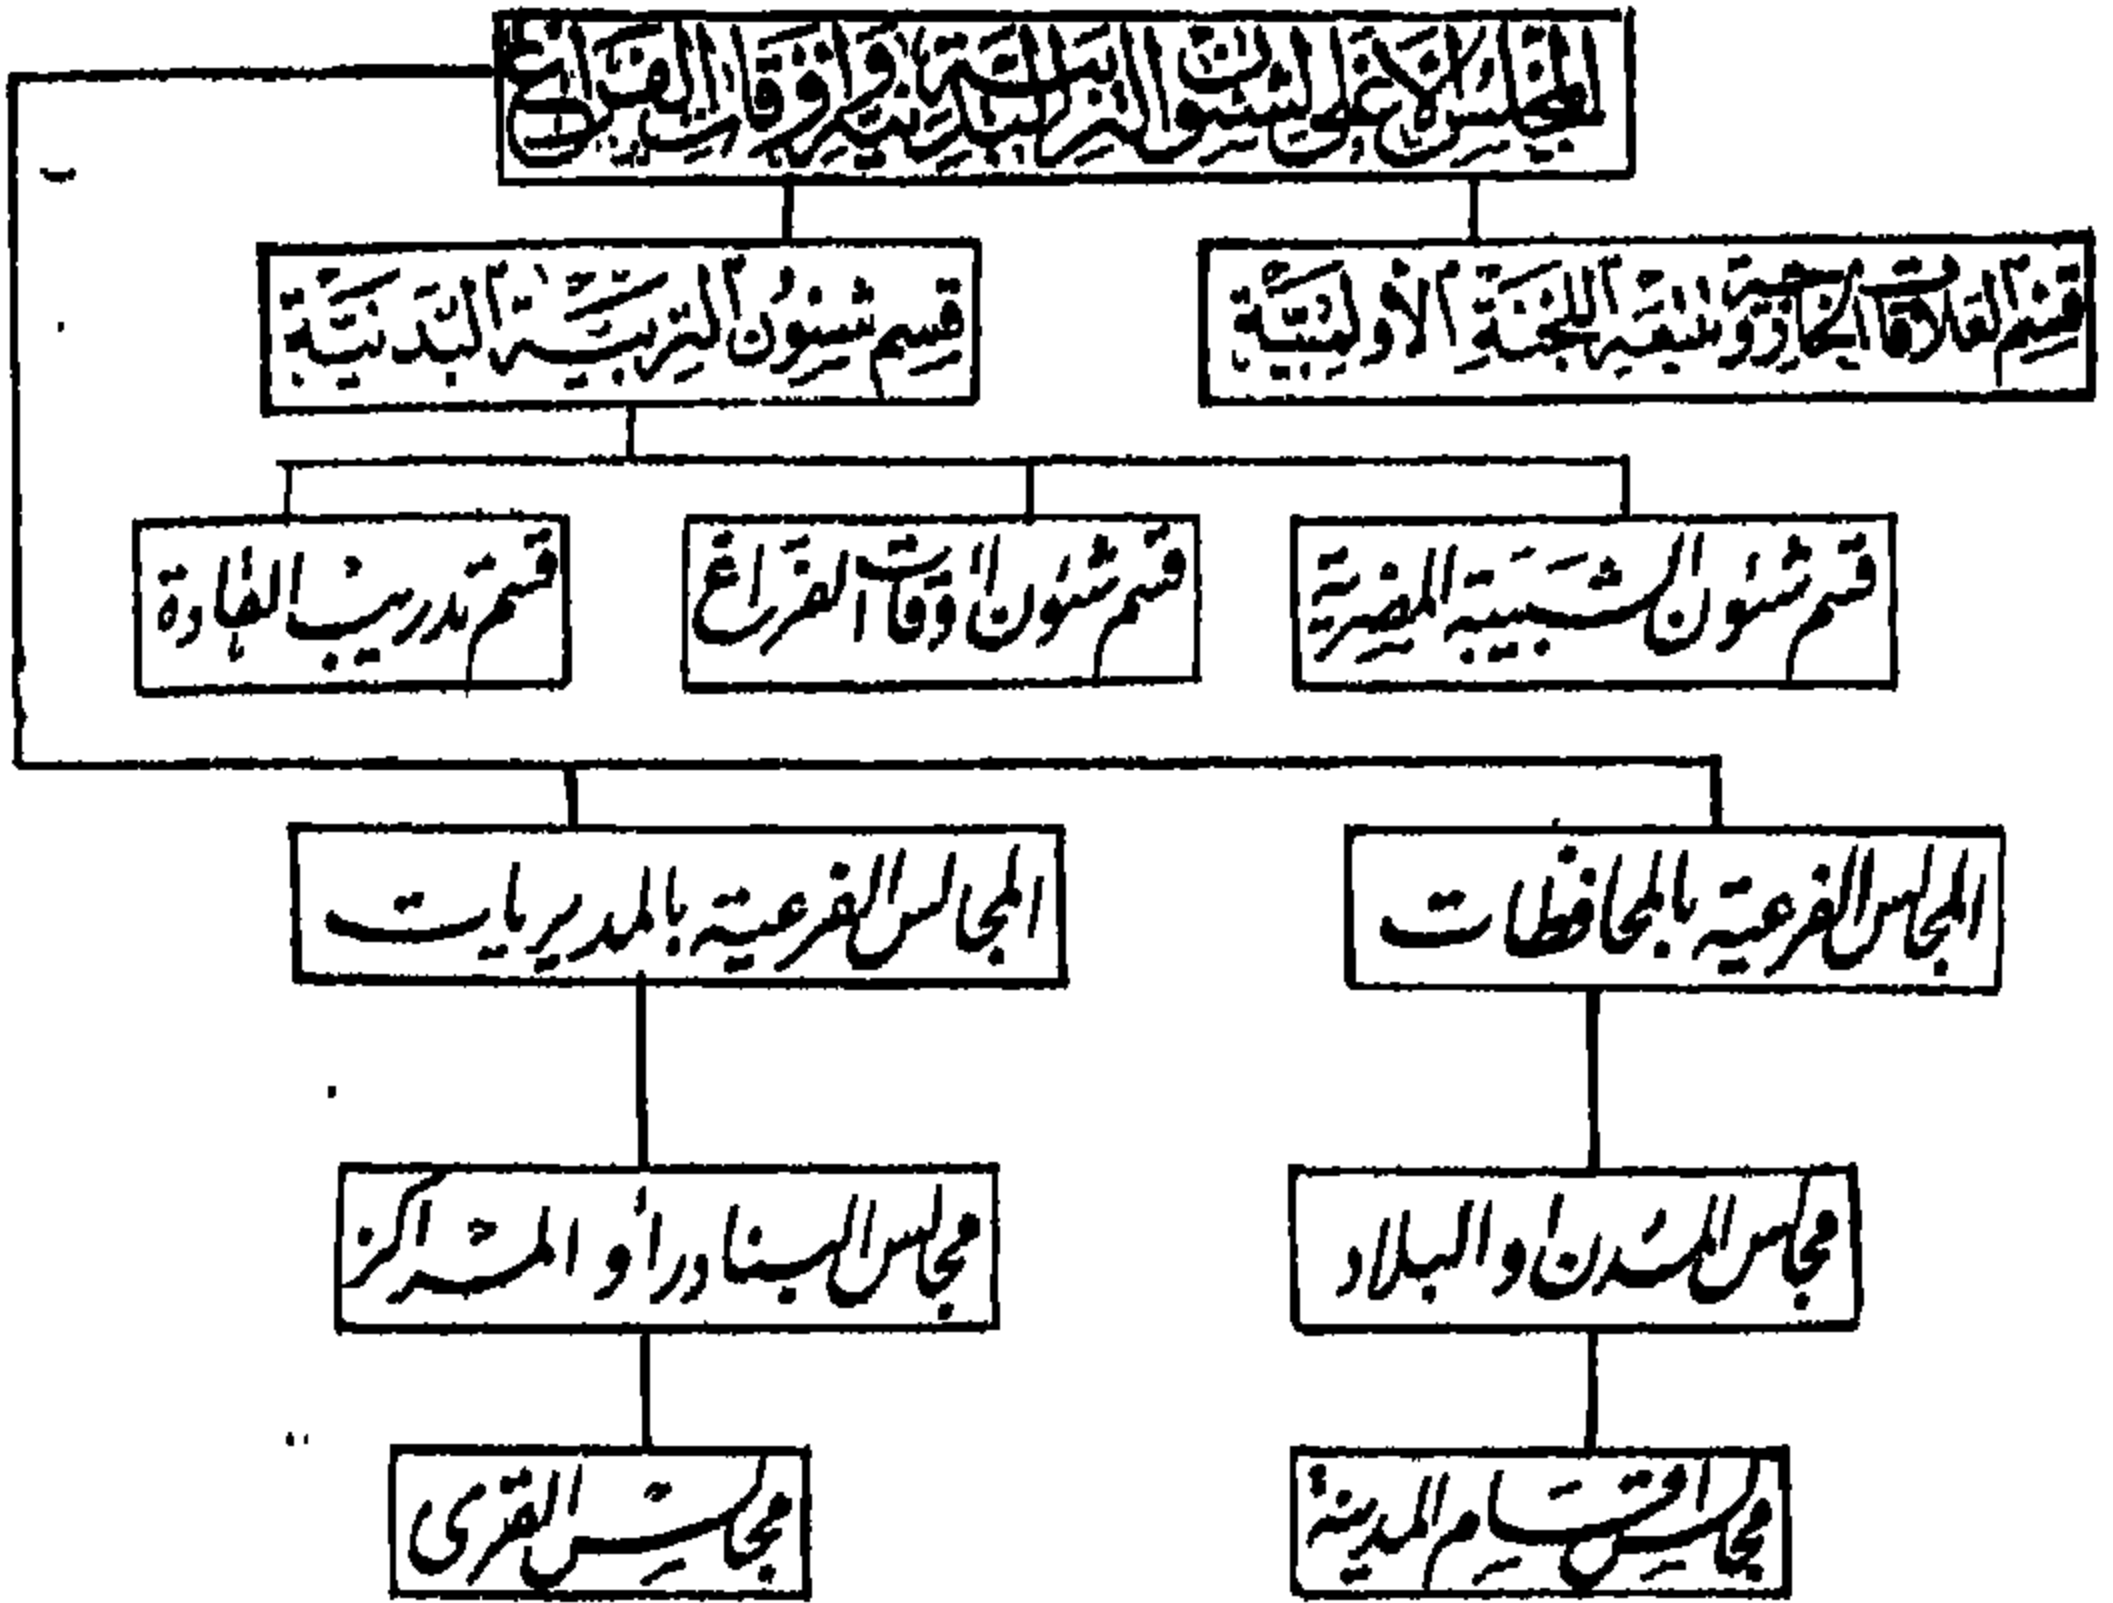 المجلس الأعلى لشئون التربية البدنية وأوقات الفراغ
قسم العلاقات الخارجية وشعبة اللجنة الأولمبية
قسم شئون التربية البدنية
قسم شئون الشبيبة المصرية
قسم شئون أوقات الفراغ
قسم تدريب القادة
المجالس الفرعية بالمحافظات
المجالس الفرعية بالمديريات
مجالس المدن والبلاد
مجالس البنادر أو المراكز
مجالس أقسام المدينة
مجالس القرى